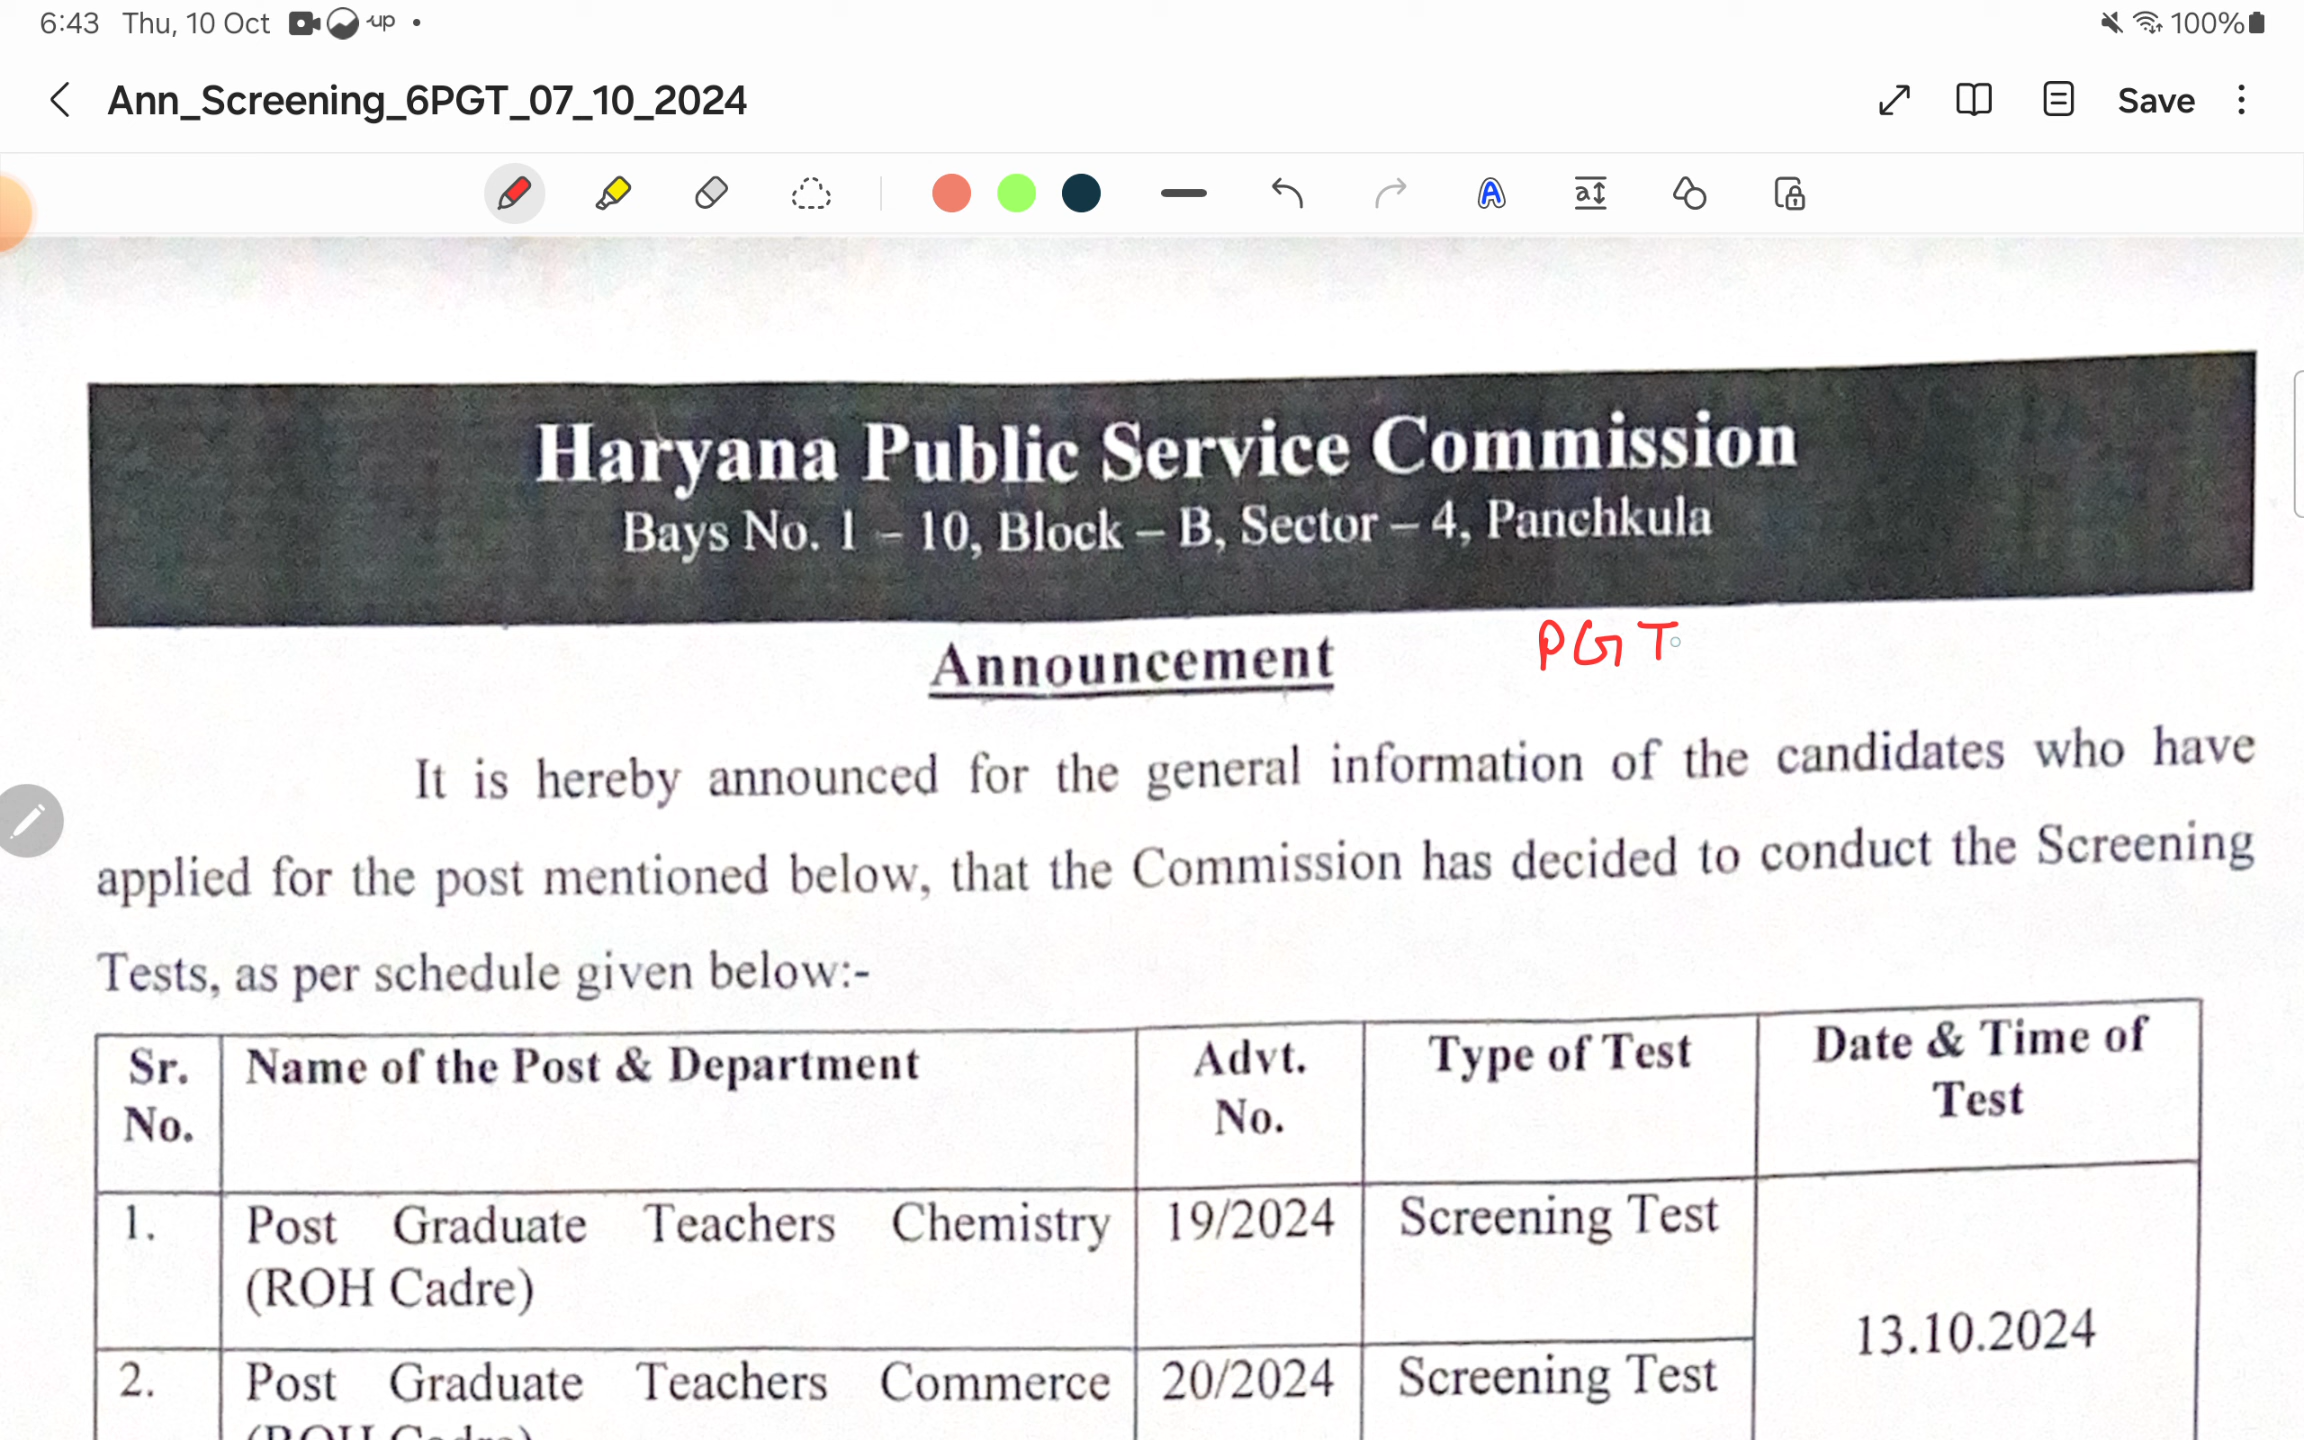 6:43 Thu, 10 Oct up 100%
Ann_Screening_6PGT_07_10_2024 Save
Haryana Public Service Commission
Bays No. 1 – 10, Block – B, Sector – 4, Panchkula
Announcement PGT
It is hereby announced for the general information of the candidates who have
applied for the post mentioned below, that the Commission has decided to conduct the Screening
Tests, as per schedule given below:-
Sr. No. Name of the Post & Department Advt. No. Type of Test Date & Time of Test
1. Post Graduate Teachers Chemistry 19/2024 Screening Test
(ROH Cadre)
13.10.2024
2. Post Graduate Teachers Commerce 20/2024 Screening Test